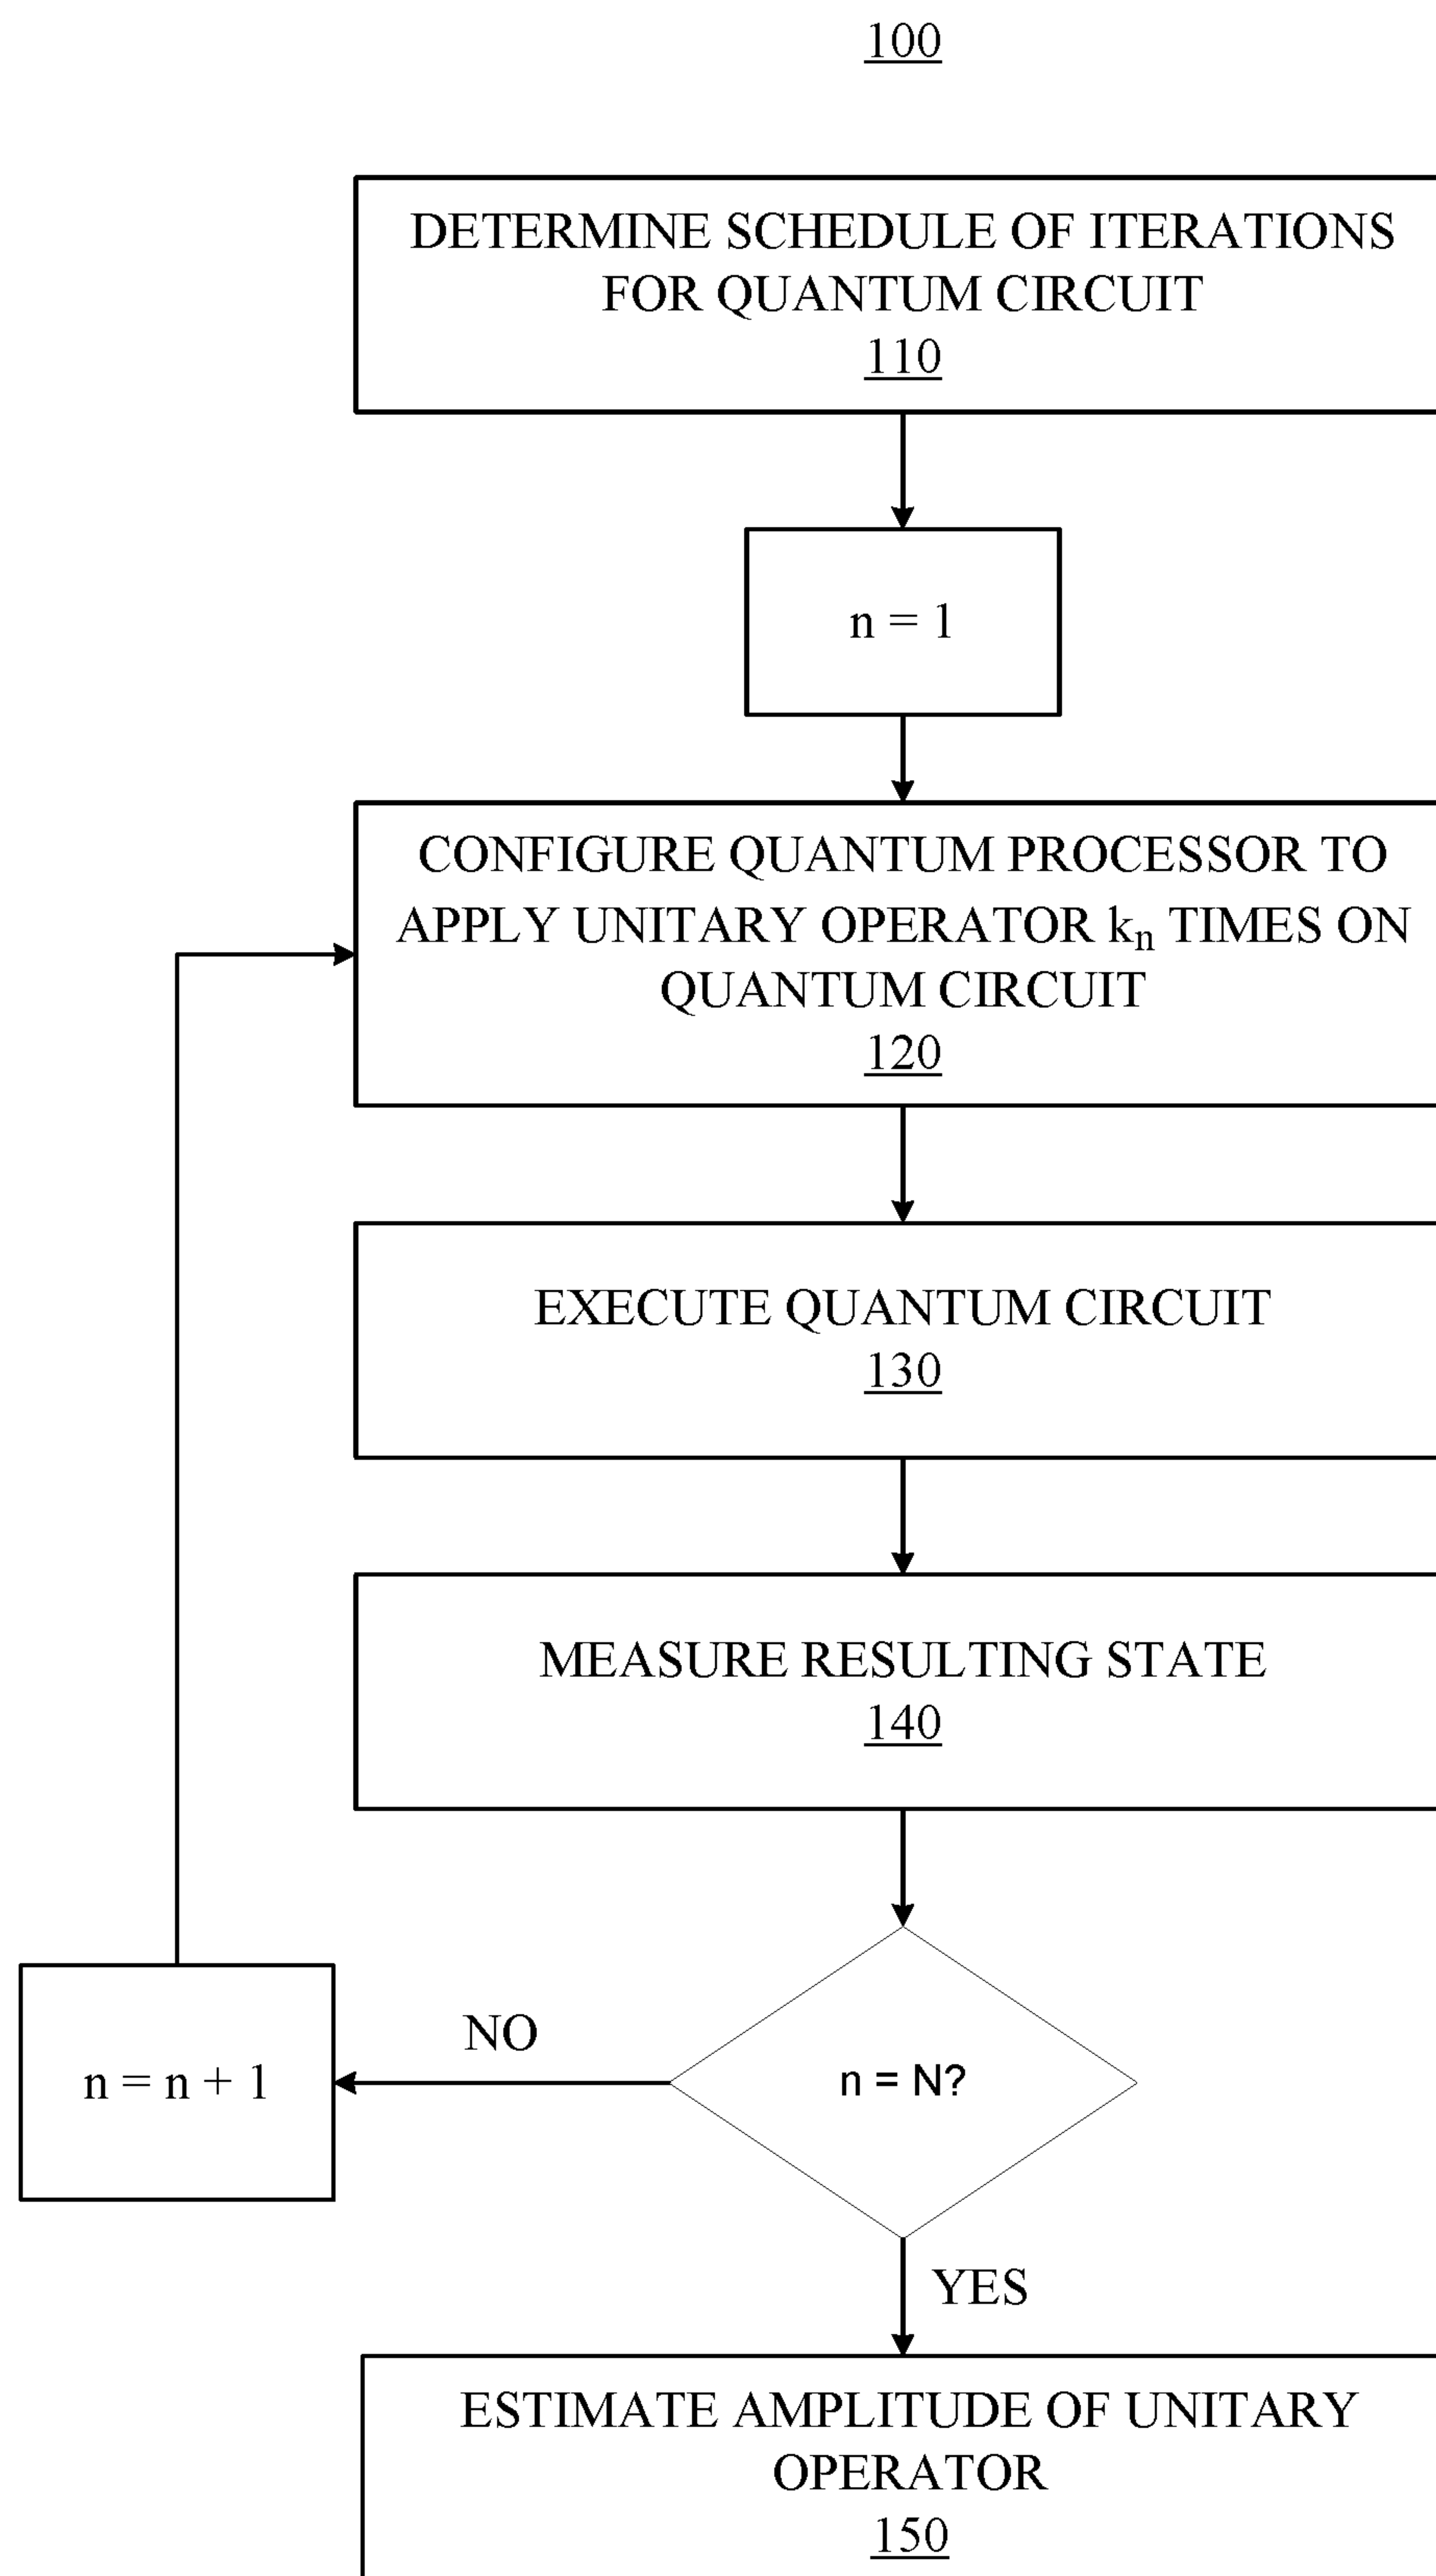 100
DETERMINE SCHEDULE OF ITERATIONS
FOR QUANTUM CIRCUIT
110
n = 1
CONFIGURE QUANTUM PROCESSOR TO
APPLY UNITARY OPERATOR kₙ TIMES ON
QUANTUM CIRCUIT
120
EXECUTE QUANTUM CIRCUIT
130
MEASURE RESULTING STATE
140
n = N?
NO
n = n + 1
YES
ESTIMATE AMPLITUDE OF UNITARY
OPERATOR
150